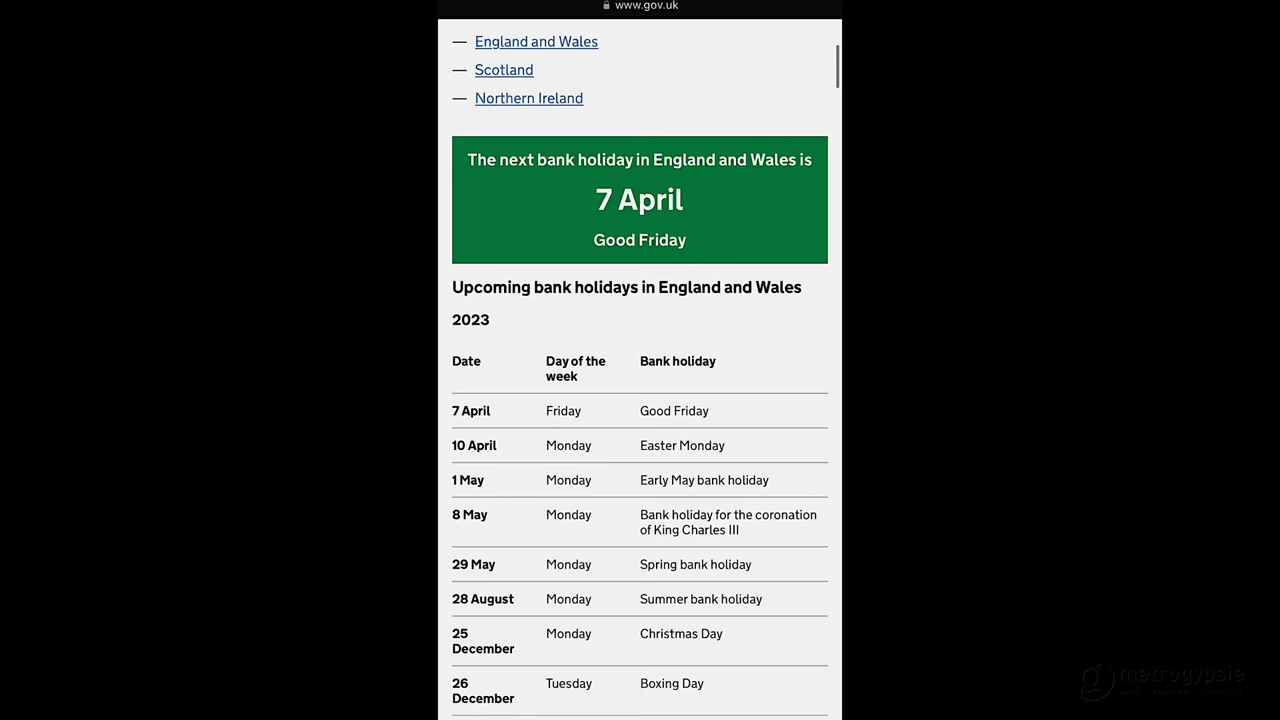 www.gov.uk
— England and Wales
— Scotland
— Northern Ireland
The next bank holiday in England and Wales is
7 April
Good Friday
Upcoming bank holidays in England and Wales
2023
Date Day of the week Bank holiday
7 April Friday Good Friday
10 April Monday Easter Monday
1 May Monday Early May bank holiday
8 May Monday Bank holiday for the coronation of King Charles III
29 May Monday Spring bank holiday
28 August Monday Summer bank holiday
25 December Monday Christmas Day
26 December Tuesday Boxing Day
metrogypsie